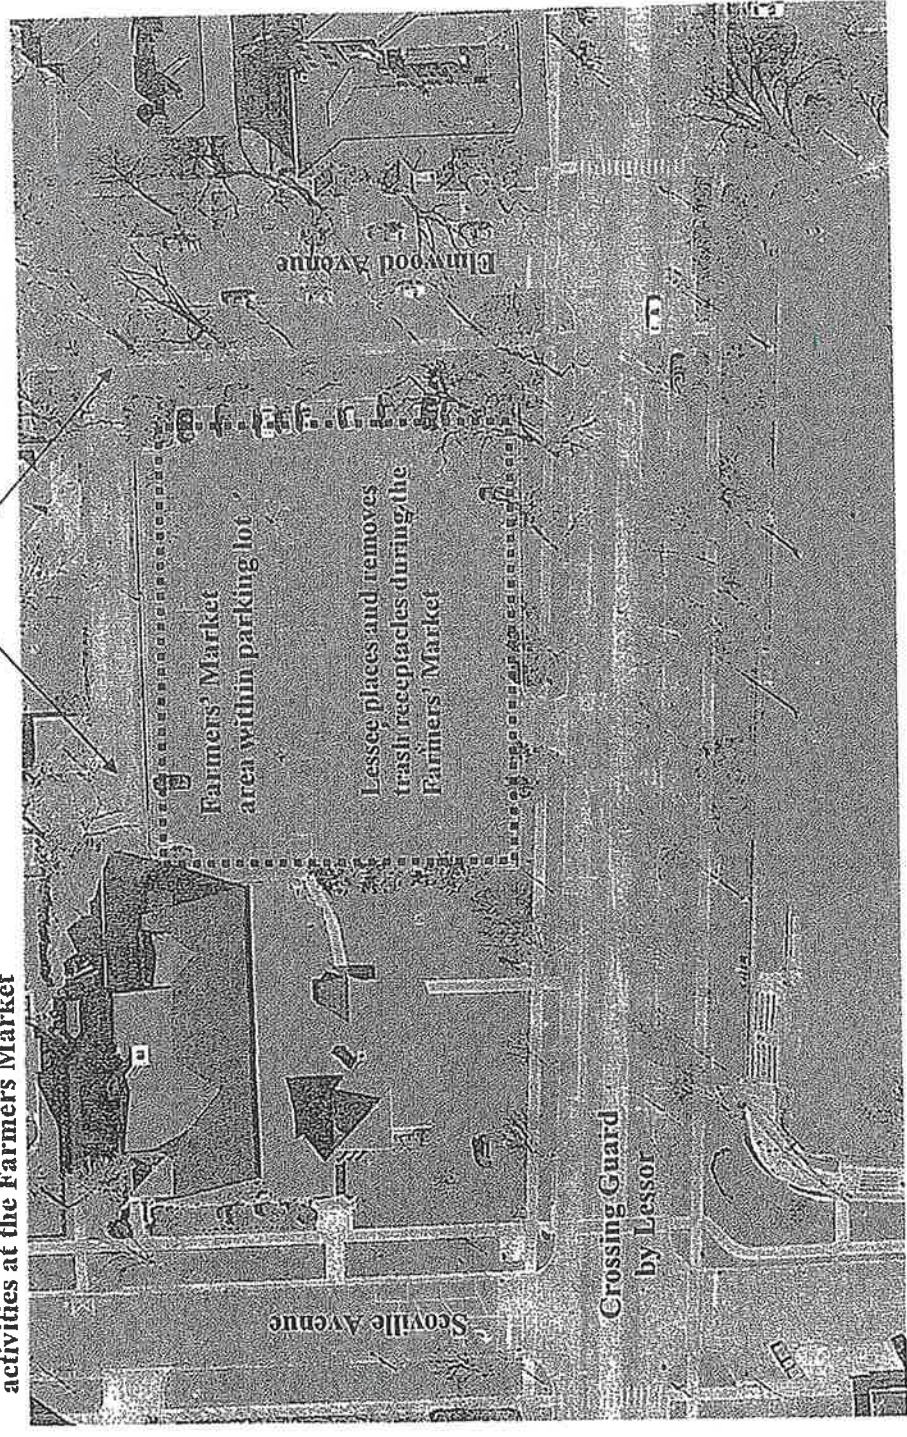 activities at the Farmers Market
Farmers' Market
area within parking lot
Lessee places and removes
trash receptacles during the
Farmers' Market
Elmwood Avenue
Scoville Avenue
Crossing Guard
by Lessor